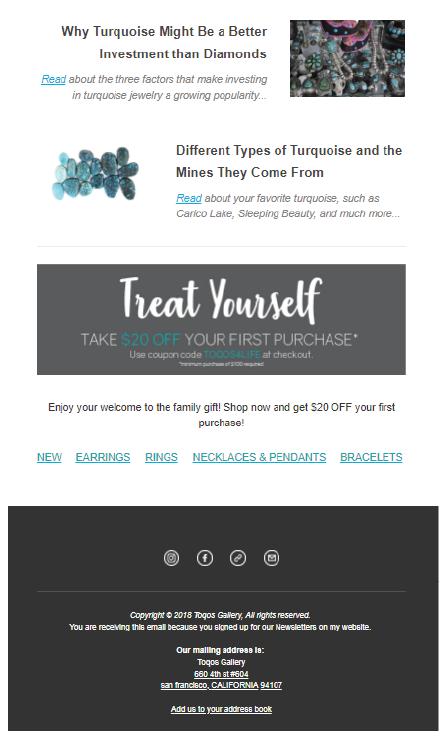 Why Turquoise Might Be a Better
Investment than Diamonds
Read about the three factors that make investing
in turquoise jewelry a growing popularity...
Different Types of Turquoise and the
Mines They Come From
Read about your favorite turquoise, such as
Carico Lake, Sleeping Beauty, and much more...
Treat Yourself
TAKE $20 OFF YOUR FIRST PURCHASE*
Use coupon code TOQOS4LIFE at checkout.
*minimum purchase of $100 required
Enjoy your welcome to the family gift! Shop now and get $20 OFF your first
purchase!
NEW EARRINGS RINGS NECKLACES & PENDANTS BRACELETS
Copyright © 2018 Toqos Gallery, All rights reserved.
You are receiving this email because you signed up for our Newsletters on my website.
Our mailing address is:
Toqos Gallery
660 4th st #604
san francisco, CALIFORNIA 94107
Add us to your address book